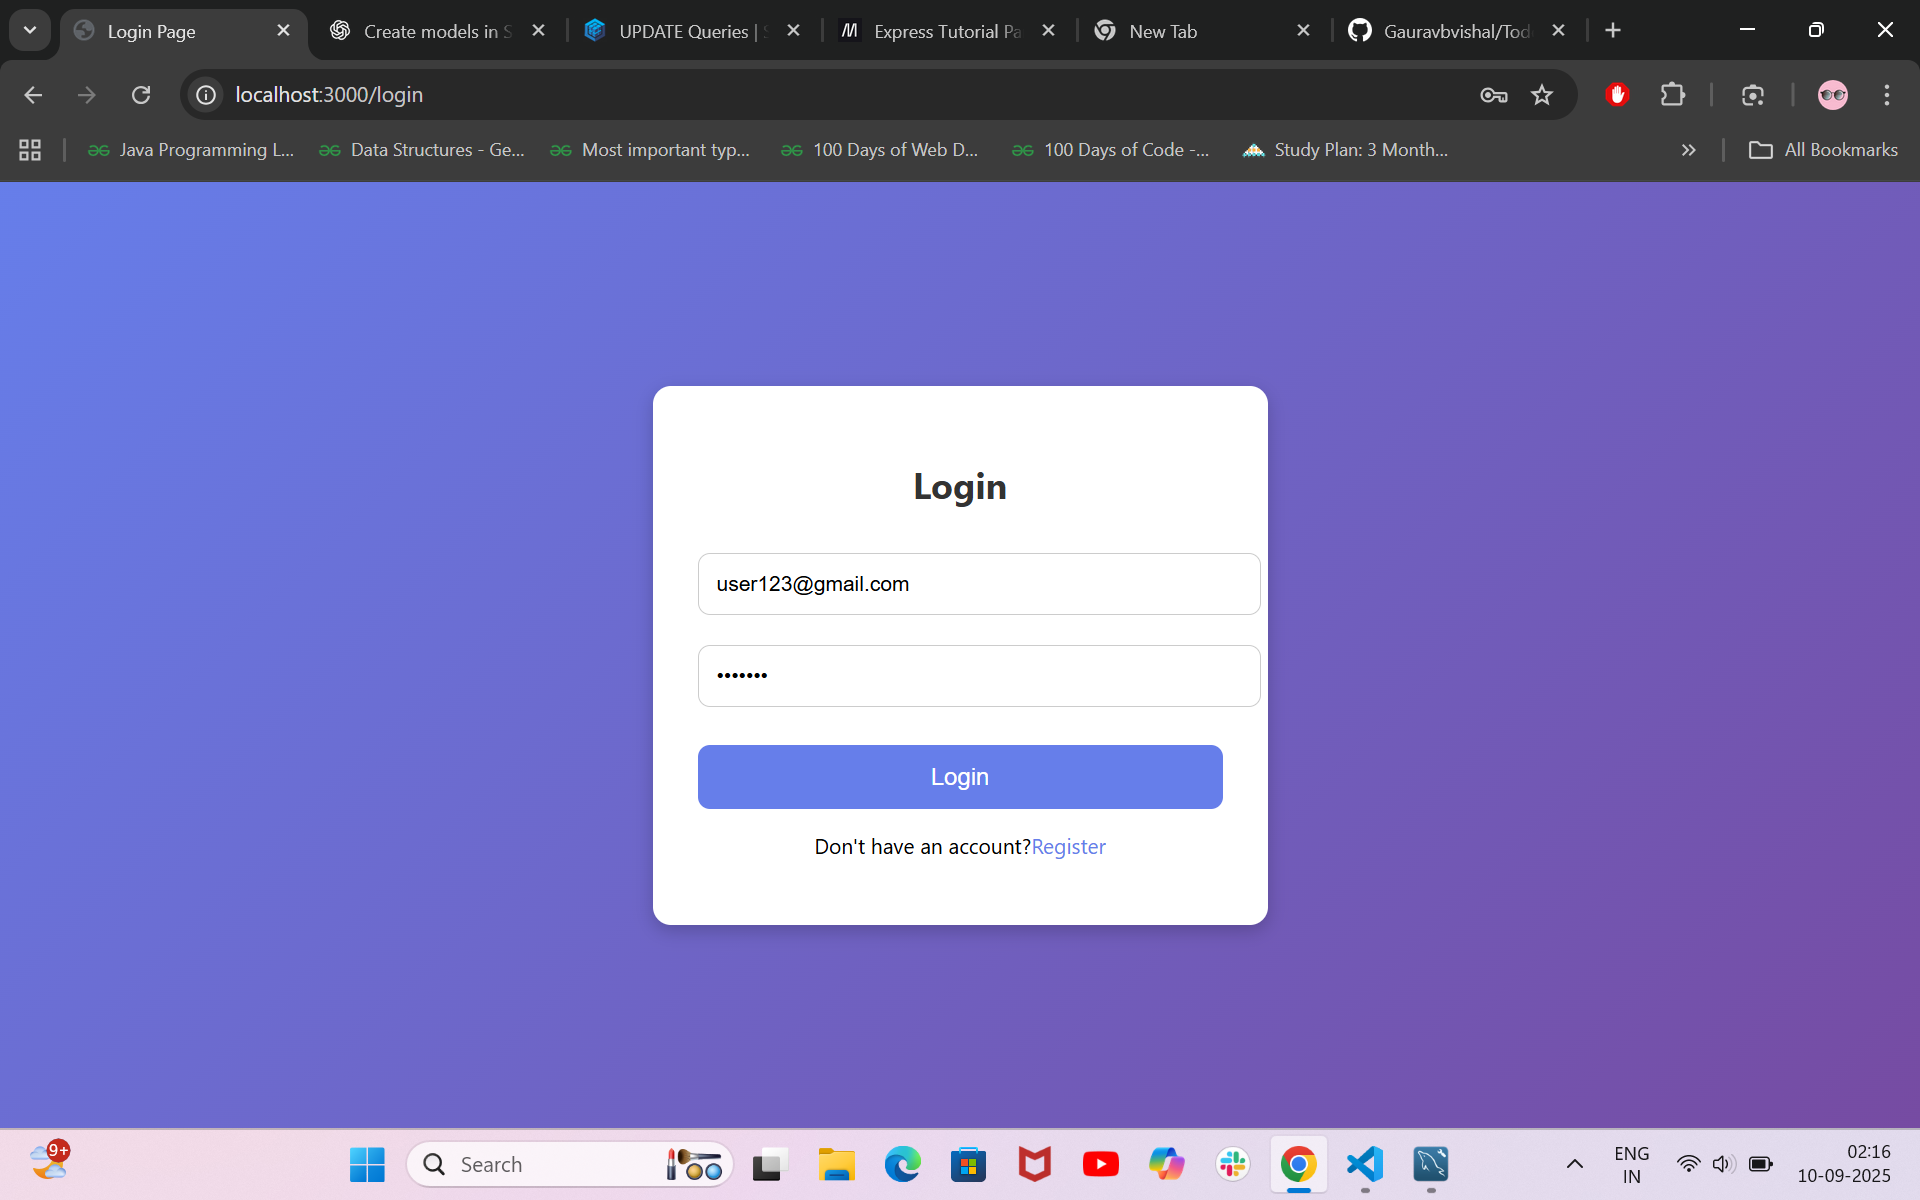 Login Page
Create models in S
UPDATE Queries | S
Express Tutorial Pa
New Tab
Gauravbvishal/Tod
localhost:3000/login
Java Programming L...
Data Structures - Ge...
Most important typ...
100 Days of Web D...
100 Days of Code -...
Study Plan: 3 Month...
All Bookmarks
Login
user123@gmail.com
•••••••
Login
Don't have an account?Register
9+
Search
ENG
IN
02:16
10-09-2025